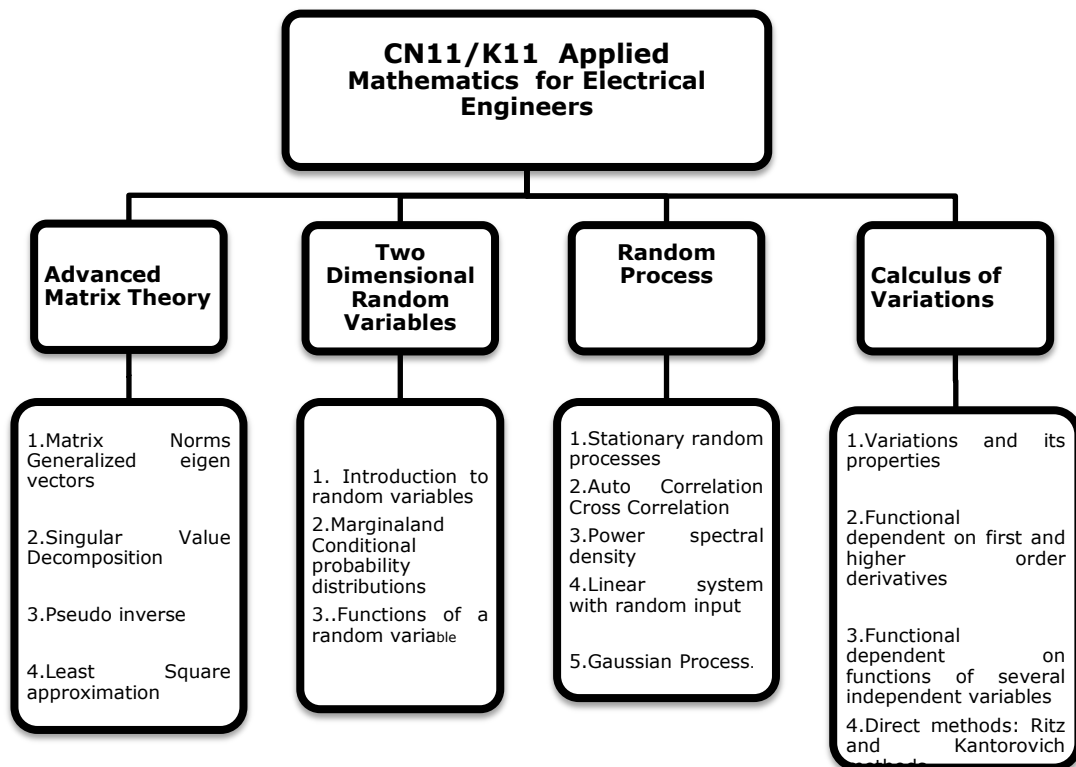 CN11/K11 Applied
Mathematics for Electrical
Engineers
Advanced
Matrix Theory
Two
Dimensional
Random
Variables
Random
Process
Calculus of
Variations
1.Matrix Norms
Generalized eigen
vectors
2.Singular Value
Decomposition
3.Pseudo inverse
4.Least Square
approximation
1. Introduction to
random variables
2.Marginaland
Conditional
probability
distributions
3..Functions of a
random variable
1.Stationary random
processes
2.Auto Correlation
Cross Correlation
3.Power spectral
density
4.Linear system
with random input
5.Gaussian Process.
1.Variations and its
properties
2.Functional
dependent on first and
higher order
derivatives
3.Functional
dependent on
functions of several
independent variables
4.Direct methods: Ritz
and Kantorovich